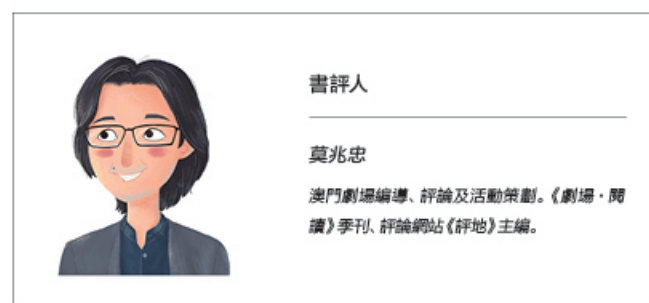 書評人
莫兆忠
澳門劇場編導、評論及活動策劃。《劇場·閱
讀》季刊、評論網站《評地》主編。